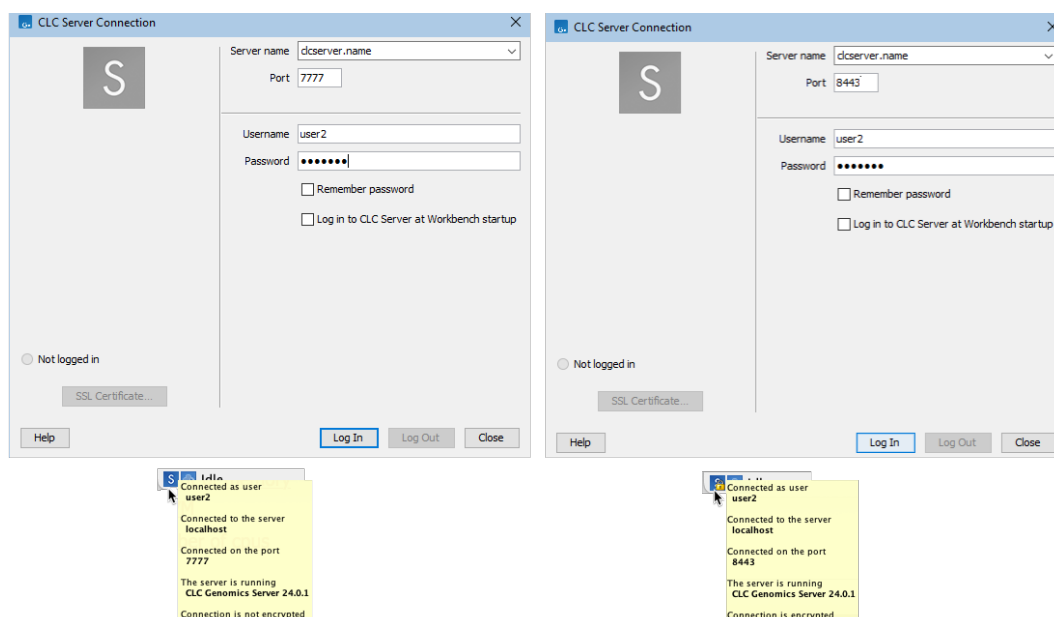 CLC Server Connection
S
Server name clcserver.name
Port 7777
Username user2
Password •••••••
Remember password
Log in to CLC Server at Workbench startup
Not logged in
SSL Certificate...
Help
Log In
Log Out
Close
S
Idle
Connected as user
user2
Connected to the server
localhost
Connected on the port
7777
The server is running
CLC Genomics Server 24.0.1
Connection is not encrypted
CLC Server Connection
S
Server name clcserver.name
Port 8443
Username user2
Password •••••••
Remember password
Log in to CLC Server at Workbench startup
Not logged in
SSL Certificate...
Help
Log In
Log Out
Close
Connected as user
user2
Connected to the server
localhost
Connected on the port
8443
The server is running
CLC Genomics Server 24.0.1
Connection is encrypted